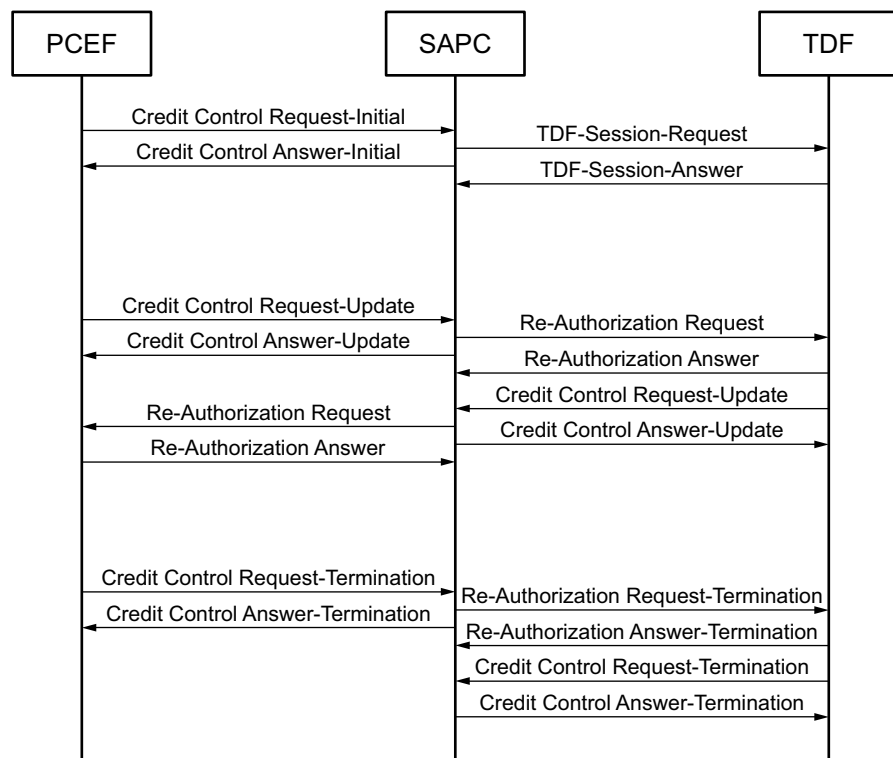 PCEF
SAPC
TDF
Credit Control Request-Initial
TDF-Session-Request
Credit Control Answer-Initial
TDF-Session-Answer
Credit Control Request-Update
Re-Authorization Request
Credit Control Answer-Update
Re-Authorization Answer
Credit Control Request-Update
Re-Authorization Request
Credit Control Answer-Update
Re-Authorization Answer
Credit Control Request-Termination
Re-Authorization Request-Termination
Credit Control Answer-Termination
Re-Authorization Answer-Termination
Credit Control Request-Termination
Credit Control Answer-Termination